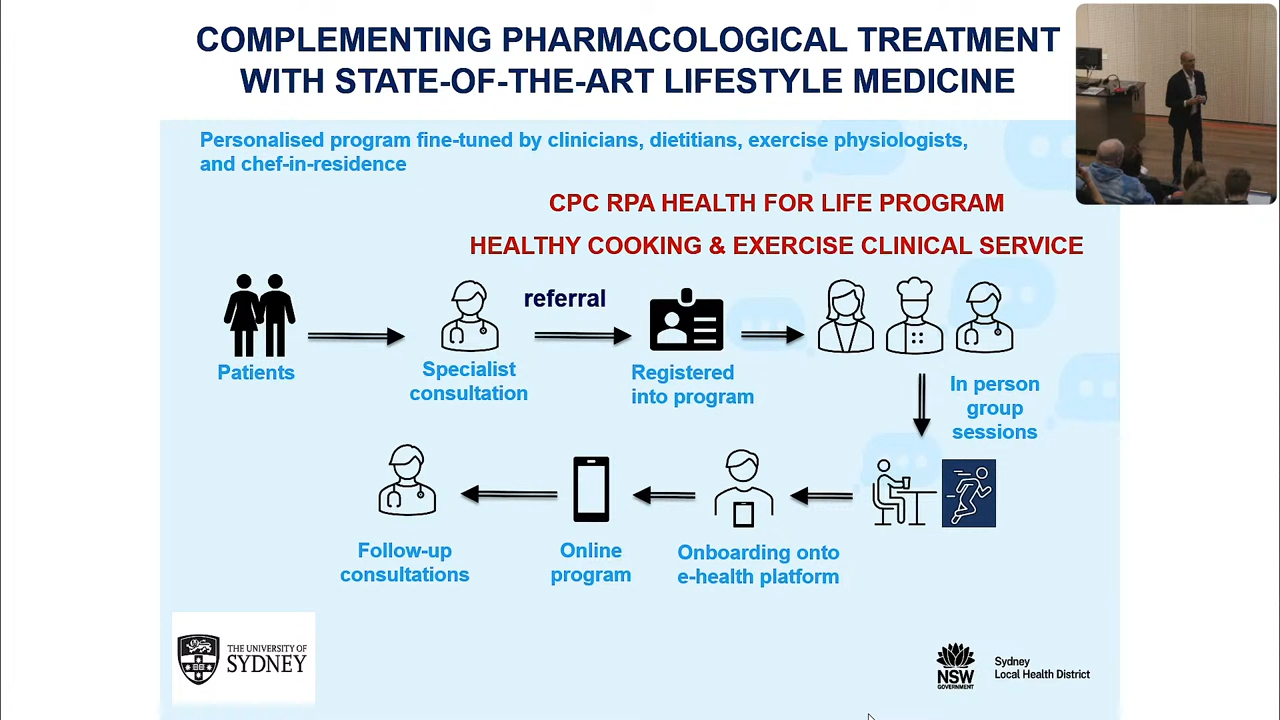 COMPLEMENTING PHARMACOLOGICAL TREATMENT
WITH STATE-OF-THE-ART LIFESTYLE MEDICINE
Personalised program fine-tuned by clinicians, dietitians, exercise physiologists,
and chef-in-residence
CPC RPA HEALTH FOR LIFE PROGRAM
HEALTHY COOKING & EXERCISE CLINICAL SERVICE
referral
Patients
Specialist
consultation
Registered
into program
In person
group
sessions
Follow-up
consultations
Online
program
Onboarding onto
e-health platform
THE UNIVERSITY OF
SYDNEY
NSW
GOVERNMENT
Sydney
Local Health District